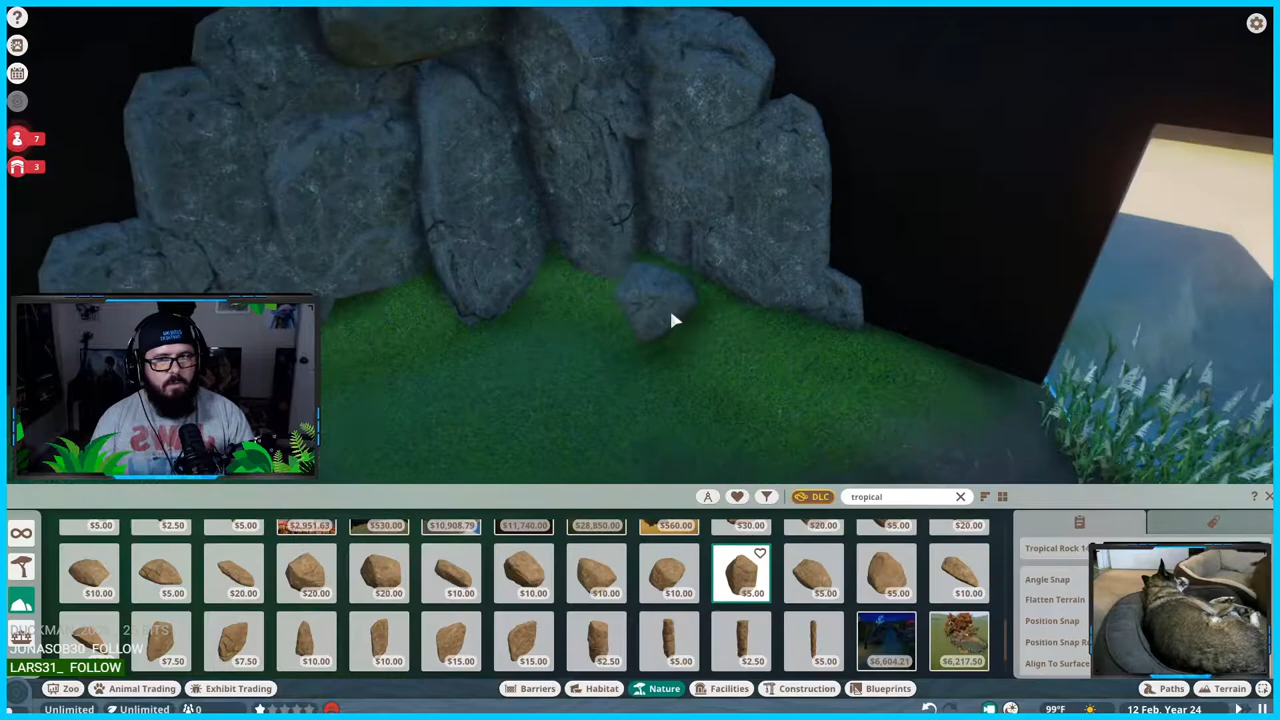 ?
7
3
DLC
tropical
?
$5.00 $2.50 $5.00 $2,951.63 $530.00 $10,908.79 $11,740.00 $28,850.00 $560.00 $30.00 $20.00 $5.00 $20.00
$10.00 $5.00 $20.00 $20.00 $20.00 $10.00 $10.00 $10.00 $10.00 $5.00 $5.00 $5.00 $10.00
$7.50 $7.50 $10.00 $10.00 $15.00 $15.00 $2.50 $5.00 $2.50 $5.00 $6,604.21 $6,217.50
Angle Snap
Flatten Terrain
Position Snap
Align To Surface
JONASOB30_FOLLOW
LARS31_ FOLLOW
Zoo Animal Trading Exhibit Trading Barriers Habitat Nature Facilities Construction Blueprints Paths Terrain
Unlimited Unlimited 0 99°F 12 Feb, Year 24